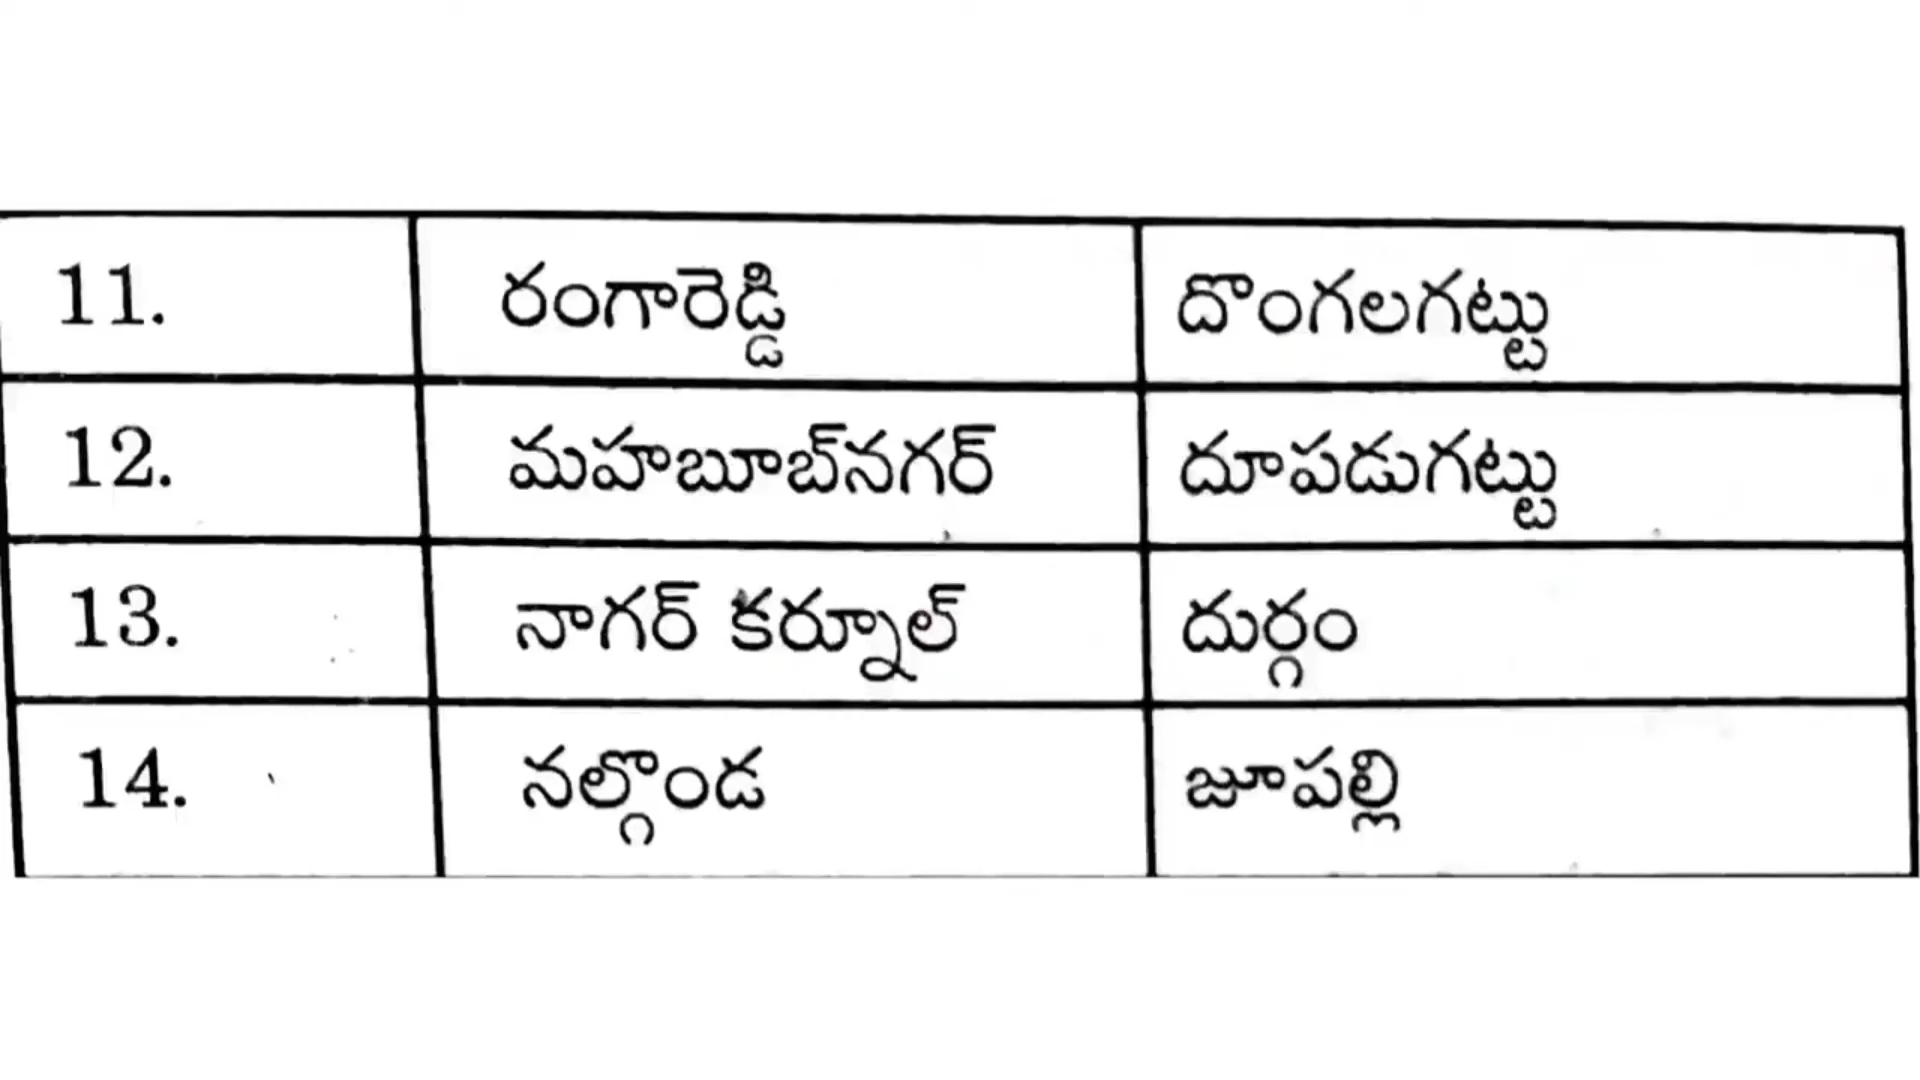 11. రంగారెడ్డి దొంగలగట్టు
12. మహబూబ్‌నగర్ దూపడుగట్టు
13. నాగర్ కర్నూల్ దుర్గం
14. నల్గొండ జూపల్లి